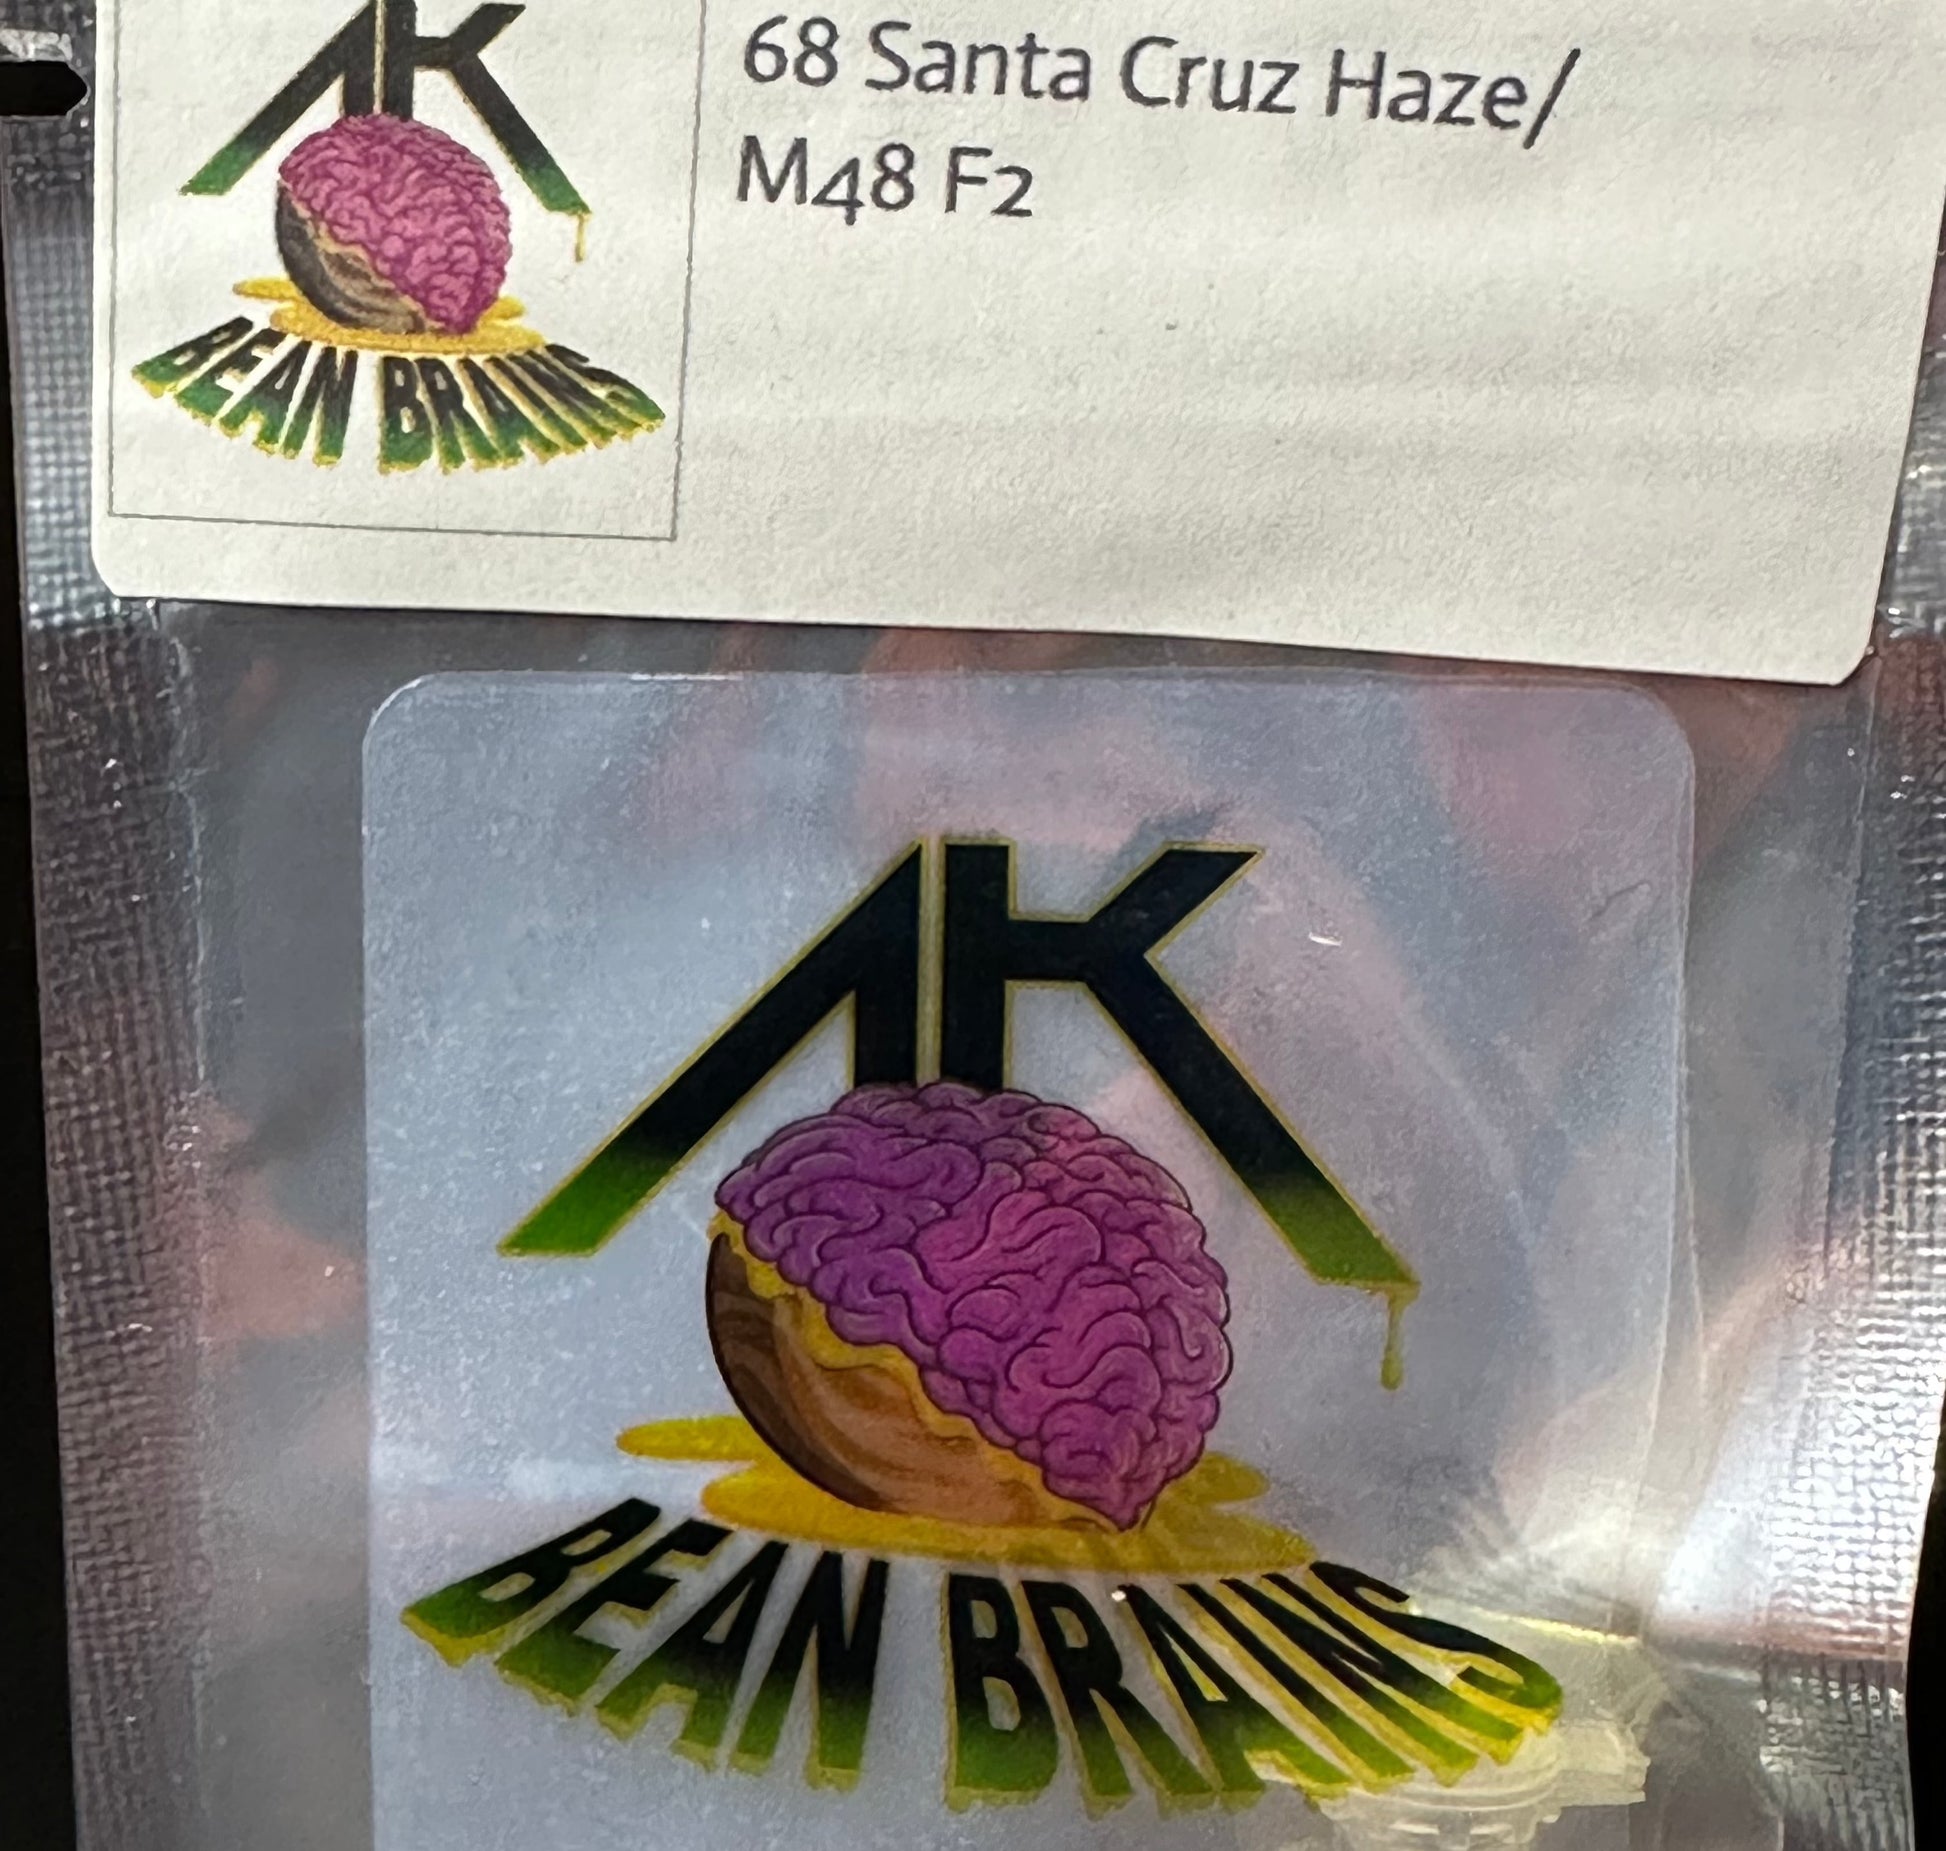 AK
BEAN BRAINS
68 Santa Cruz Haze/
M48 F2
AK
BEAN BRAINS